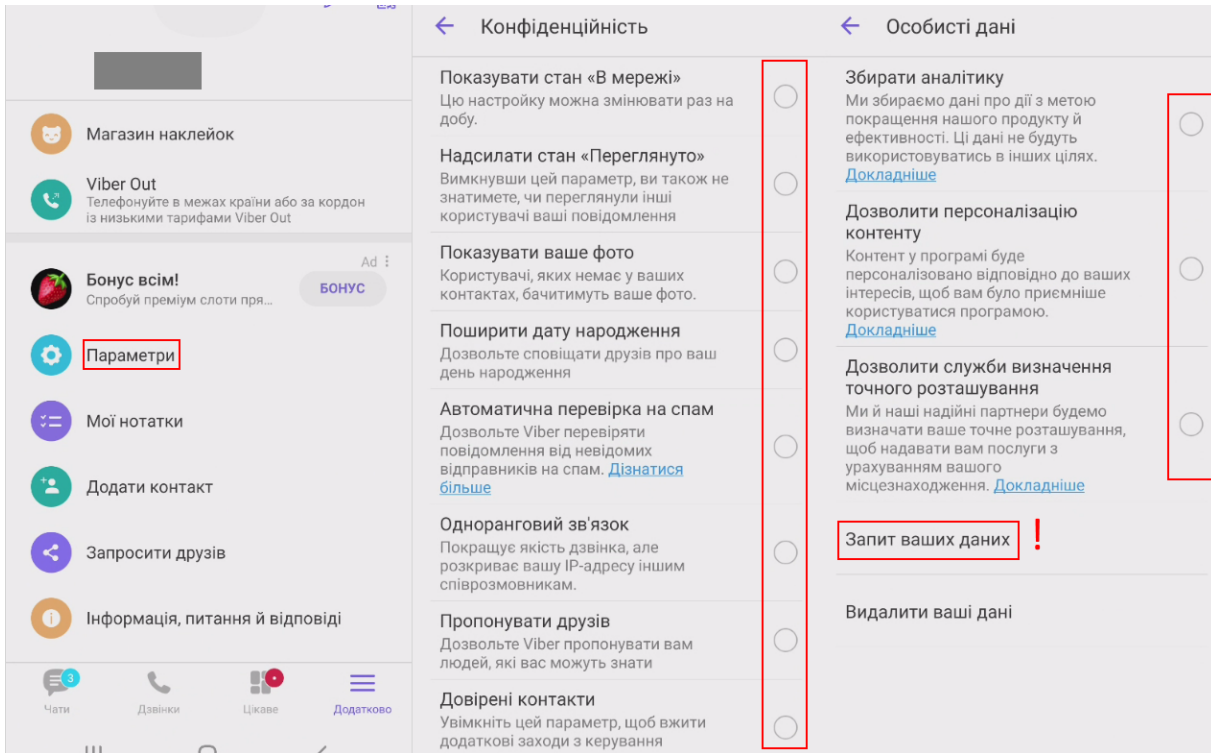 Магазин наклейок
Viber Out
Телефонуйте в межах країни або за кордон
із низькими тарифами Viber Out
Ad
Бонус всім!
Спробуй преміум слоти пря...
БОНУС
Параметри
Мої нотатки
Додати контакт
Запросити друзів
Інформація, питання й відповіді
3
Чати
Дзвінки
Цікаве
Додатково
Конфіденційність
Показувати стан «В мережі»
Цю настройку можна змінювати раз на
добу.
Надсилати стан «Переглянуто»
Вимкнувши цей параметр, ви також не
знатимете, чи переглянули інші
користувачі ваші повідомлення
Показувати ваше фото
Користувачі, яких немає у ваших
контактах, бачитимуть ваше фото.
Поширити дату народження
Дозвольте сповіщати друзів про ваш
день народження
Автоматична перевірка на спам
Дозвольте Viber перевіряти
повідомлення від невідомих
відправників на спам. Дізнатися
більше
Одноранговий зв'язок
Покращує якість дзвінка, але
розкриває вашу IP-адресу іншим
співрозмовникам.
Пропонувати друзів
Дозвольте Viber пропонувати вам
людей, які вас можуть знати
Довірені контакти
Увімкніть цей параметр, щоб вжити
додаткові заходи з керування
Особисті дані
Збирати аналітику
Ми збираємо дані про дії з метою
покращення нашого продукту й
ефективності. Ці дані не будуть
використовуватись в інших цілях.
Докладніше
Дозволити персоналізацію
контенту
Контент у програмі буде
персоналізовано відповідно до ваших
інтересів, щоб вам було приємніше
користуватися програмою.
Докладніше
Дозволити служби визначення
точного розташування
Ми й наші надійні партнери будемо
визначати ваше точне розташування,
щоб надавати вам послуги з
урахуванням вашого
місцезнаходження. Докладніше
Запит ваших даних !
Видалити ваші дані